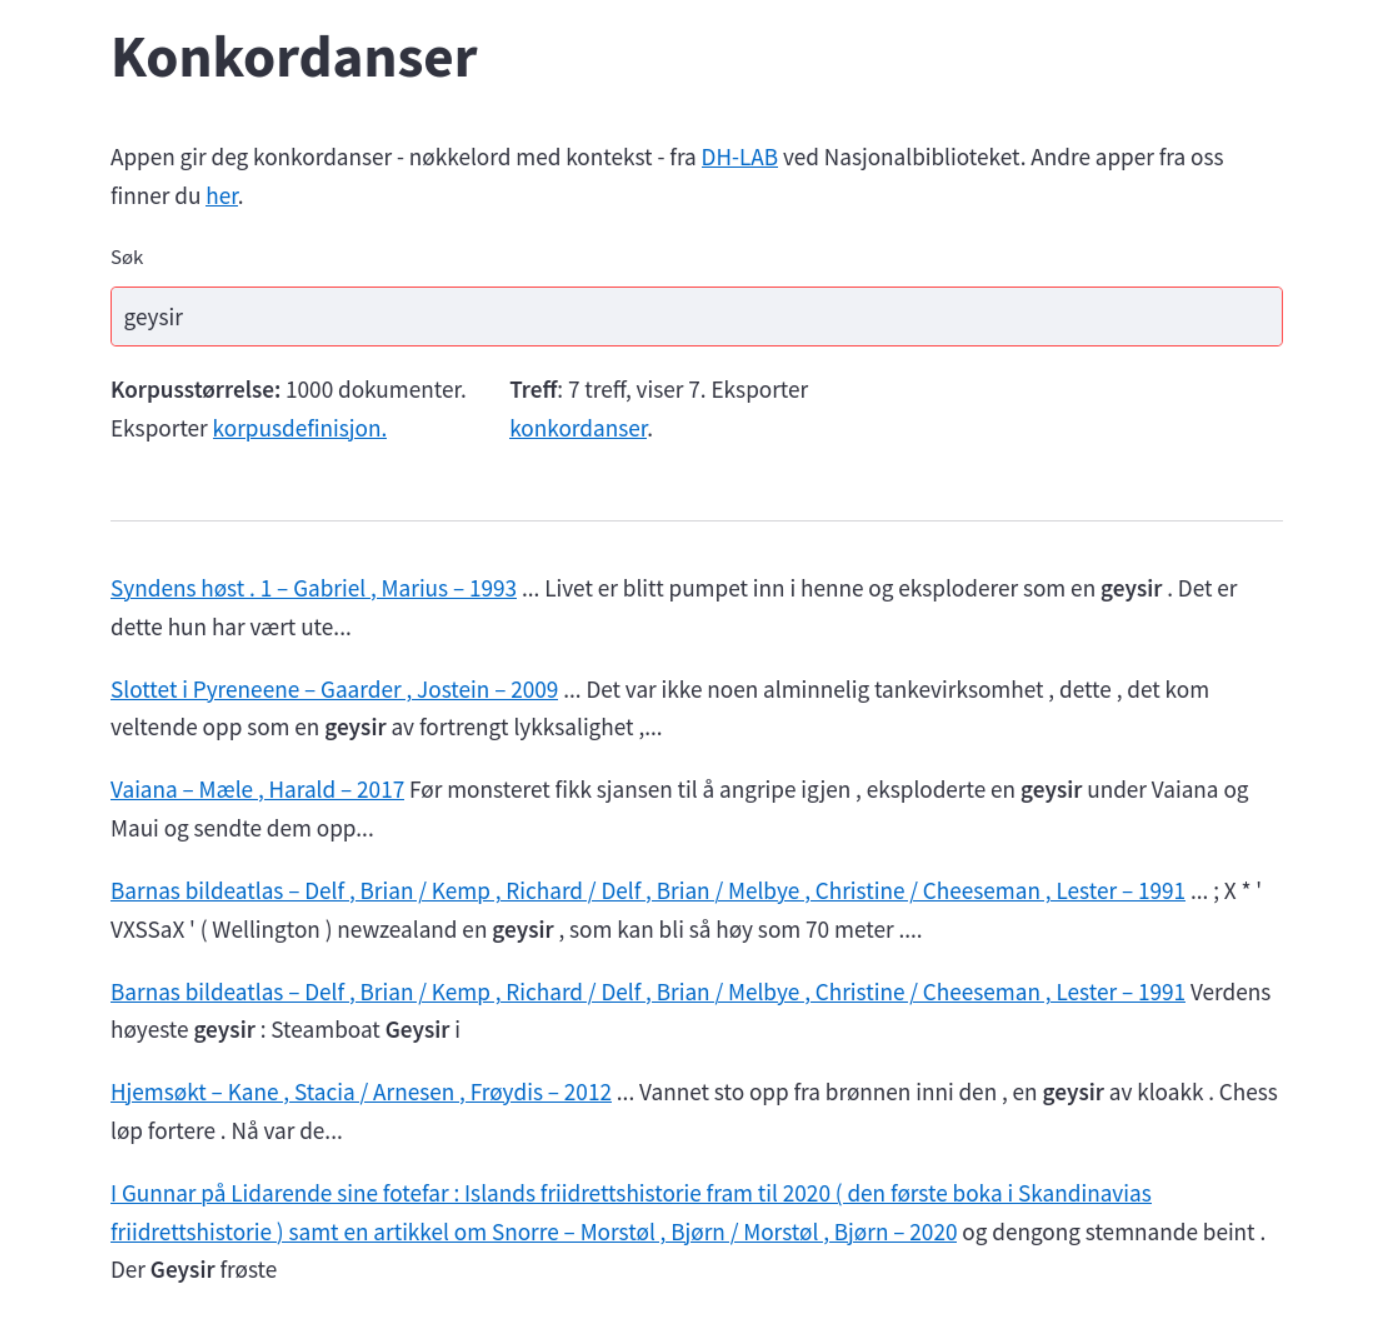 Konkordanser
Appen gir deg konkordanser - nøkkelord med kontekst - fra DH-LAB ved Nasjonalbiblioteket. Andre apper fra oss
finner du her.
Søk
geysir
Korpusstørrelse: 1000 dokumenter.
Eksporter korpusdefinisjon.
Treff: 7 treff, viser 7. Eksporter
konkordanser.
Syndens høst . 1 – Gabriel , Marius – 1993 ... Livet er blitt pumpet inn i henne og eksploderer som en geysir . Det er
dette hun har vært ute...
Slottet i Pyreneene – Gaarder , Jostein – 2009 ... Det var ikke noen alminnelig tankevirksomhet , dette , det kom
veltende opp som en geysir av fortrengt lykksalighet ,...
Vaiana – Mæle , Harald – 2017 Før monsteret fikk sjansen til å angripe igjen , eksploderte en geysir under Vaiana og
Maui og sendte dem opp...
Barnas bildeatlas – Delf , Brian / Kemp , Richard / Delf , Brian / Melbye , Christine / Cheeseman , Lester – 1991 ... ; X * '
VXSSaX ' ( Wellington ) newzealand en geysir , som kan bli så høy som 70 meter ....
Barnas bildeatlas – Delf , Brian / Kemp , Richard / Delf , Brian / Melbye , Christine / Cheeseman , Lester – 1991 Verdens
høyeste geysir : Steamboat Geysir i
Hjemsøkt – Kane , Stacia / Arnesen , Frøydis – 2012 ... Vannet sto opp fra brønnen inni den , en geysir av kloakk . Chess
løp fortere . Nå var de...
I Gunnar på Lidarende sine fotefar : Islands friidrettshistorie fram til 2020 ( den første boka i Skandinavias
friidrettshistorie ) samt en artikkel om Snorre – Morstøl , Bjørn / Morstøl , Bjørn – 2020 og dengong stemnande beint .
Der Geysir frøste